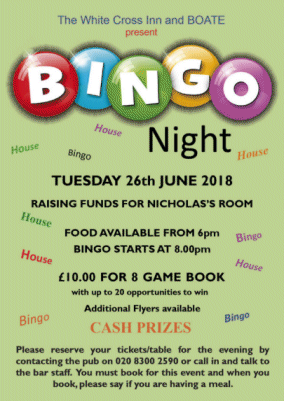 The White Cross Inn and BOATE
present
BINGO
Night
House
House
Bingo
House
TUESDAY 26th JUNE 2018
RAISING FUNDS FOR NICHOLAS'S ROOM
House
FOOD AVAILABLE FROM 6pm
Bingo
BINGO STARTS AT 8.00pm
House
House
£10.00 FOR 8 GAME BOOK
with up to 20 opportunities to win
Additional Flyers available
Bingo
Bingo
CASH PRIZES
Please reserve your tickets/table for the evening by
contacting the pub on 020 8300 2590 or call in and talk to
the bar staff. You must book for this event and when you
book, please say if you are having a meal.